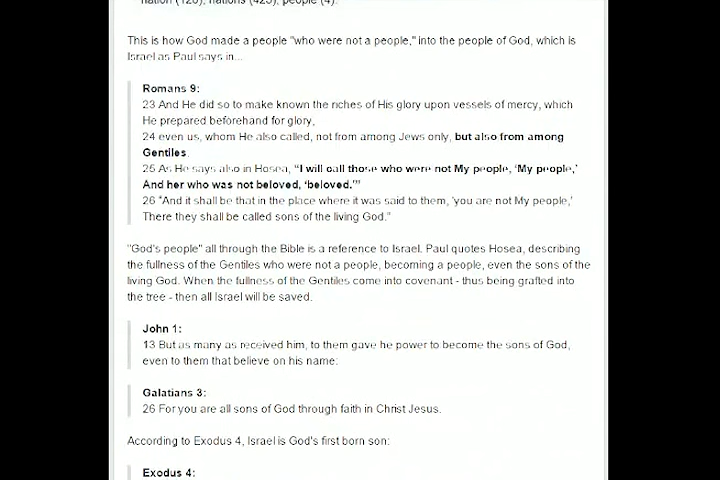 nation (120), nations (425), people (4).
This is how God made a people "who were not a people," into the people of God, which is
Israel as Paul says in...
Romans 9:
23 And He did so to make known the riches of His glory upon vessels of mercy, which
He prepared beforehand for glory,
24 even us, whom He also called, not from among Jews only, but also from among
Gentiles.
25 As He says also in Hosea, "I will call those who were not My people, 'My people,'
And her who was not beloved, 'beloved.'"
26 "And it shall be that in the place where it was said to them, 'you are not My people,'
There they shall be called sons of the living God."
"God's people" all through the Bible is a reference to Israel. Paul quotes Hosea, describing
the fullness of the Gentiles who were not a people, becoming a people, even the sons of the
living God. When the fullness of the Gentiles come into covenant - thus being grafted into
the tree - then all Israel will be saved.
John 1:
13 But as many as received him, to them gave he power to become the sons of God,
even to them that believe on his name:
Galatians 3:
26 For you are all sons of God through faith in Christ Jesus.
According to Exodus 4, Israel is God's first born son:
Exodus 4: